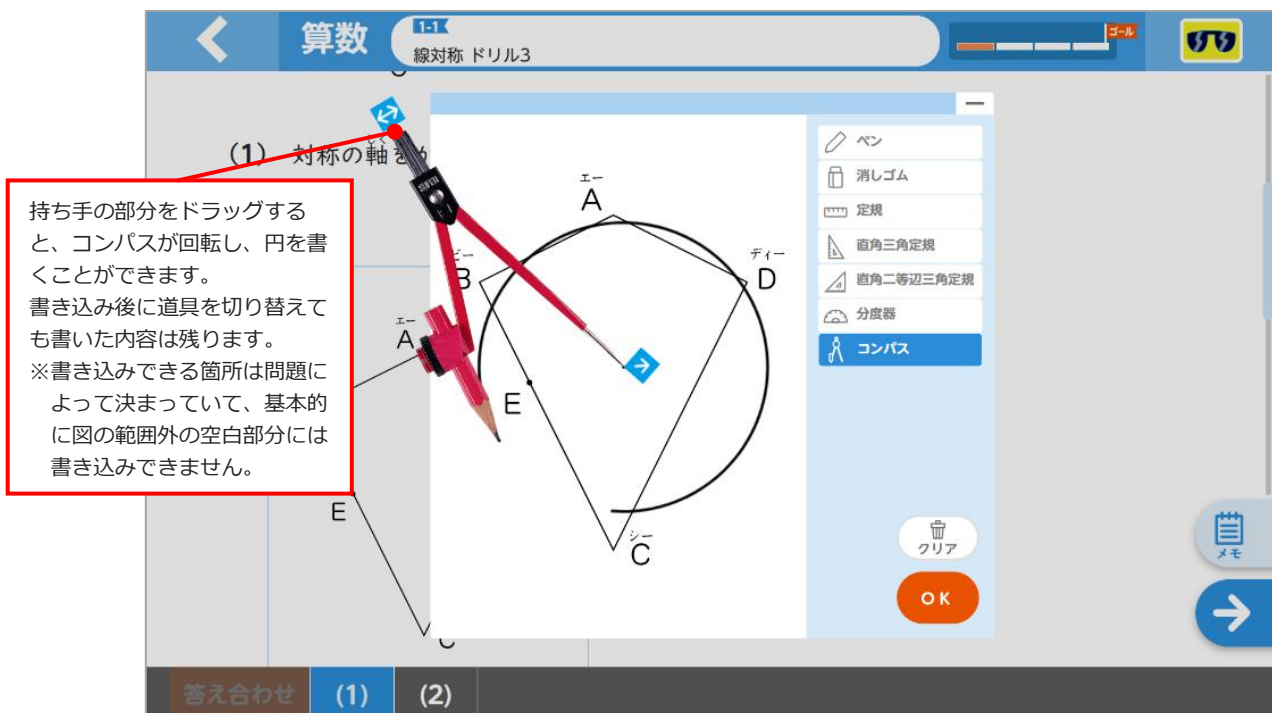 算数
1-1
線対称 ドリル3
ゴール
(1) 対称の軸を
じく
持ち手の部分をドラッグする
と、コンパスが回転し、円を書
くことができます。
書き込み後に道具を切り替えて
も書いた内容は残ります。
※書き込みできる箇所は問題に
よって決まっていて、基本的
に図の範囲外の空白部分には
書き込みできません。
エー
A
ビー
B
ディー
D
E
シー
C
エー
A
E
C
ペン
消しゴム
定規
直角三角定規
直角二等辺三角定規
分度器
コンパス
クリア
OK
メモ
答え合わせ
(1)
(2)